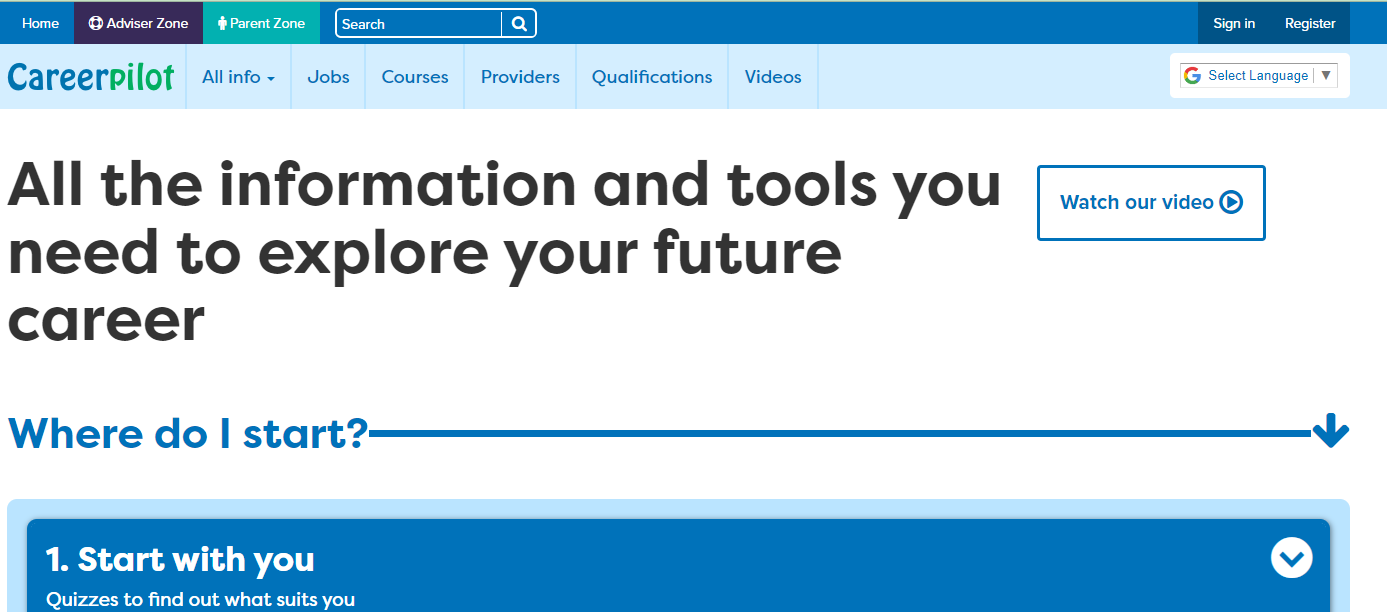 Home Adviser Zone Parent Zone Search Sign in Register
Careerpilot All info Jobs Courses Providers Qualifications Videos Select Language
All the information and tools you
need to explore your future
career
Watch our video
Where do I start?
1. Start with you
Quizzes to find out what suits you